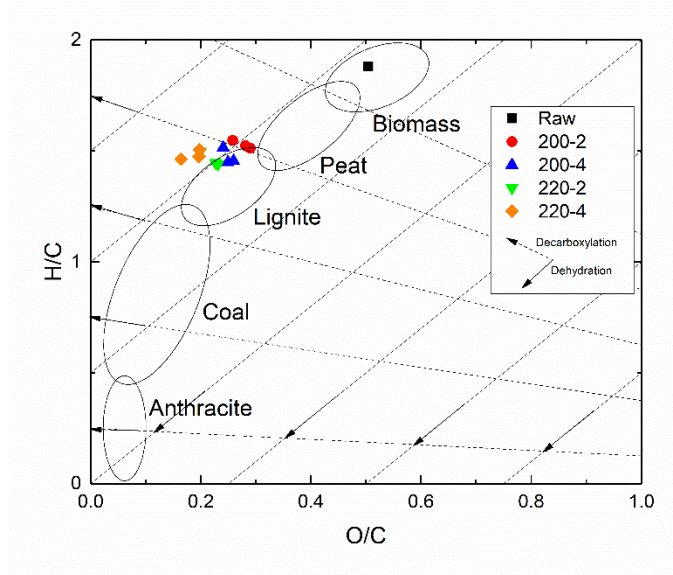 2
1
0
H/C
0.0
0.2
0.4
0.6
0.8
1.0
O/C
Biomass
Peat
Lignite
Coal
Anthracite
Raw
200-2
200-4
220-2
220-4
Decarboxylation
Dehydration